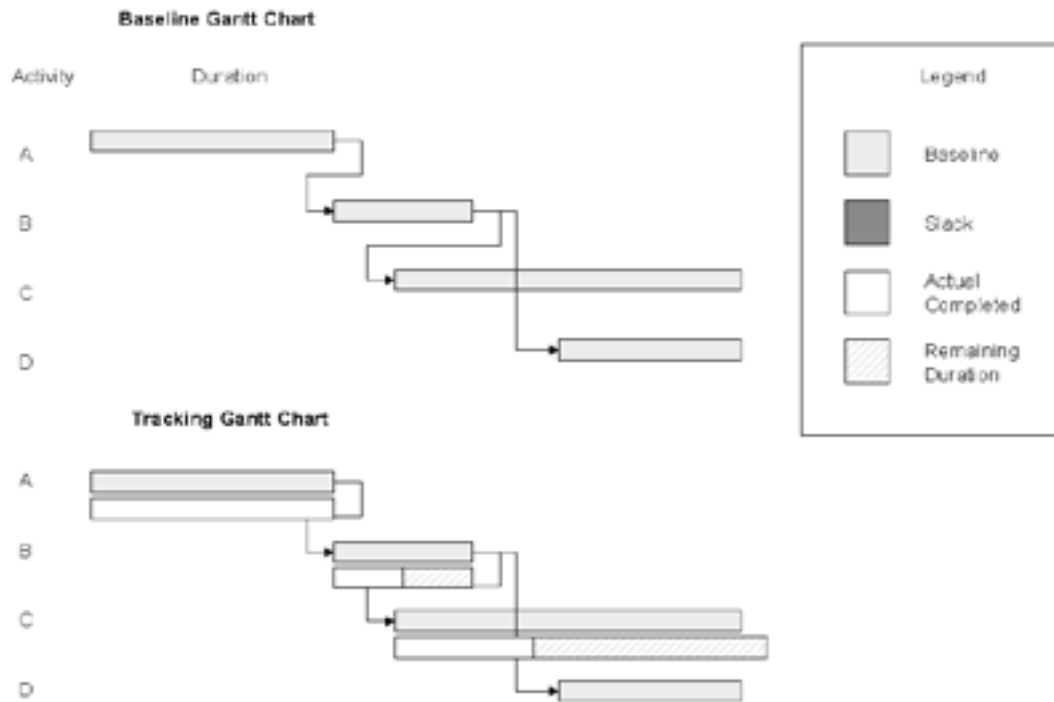 Baseline Gantt Chart
Activity Duration
A
B
C
D
Legend
Baseline
Slack
Actual
Completed
Remaining
Duration
Tracking Gantt Chart
A
B
C
D